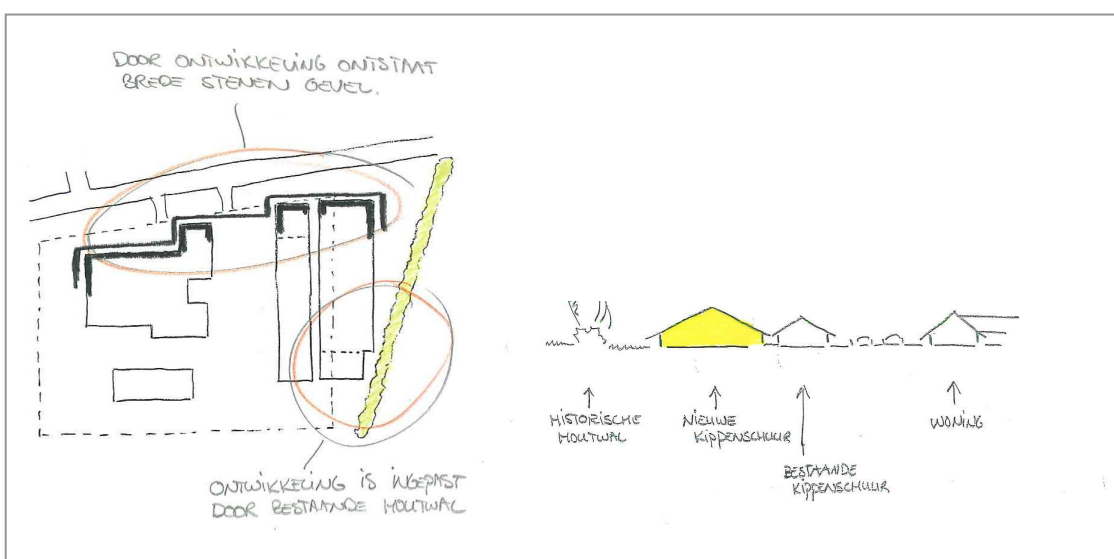 DOOR ONTWIKKELING ONTSTAAT
BREDE STENEN GEVEL.
ONTWIKKELING IS INGEPAST
DOOR BESTAANDE HOUTWAL
HISTORISCHE
HOUTWAL
NIEUWE
KIPPENSCHUUR
BESTAANDE
KIPPENSCHUUR
WONING